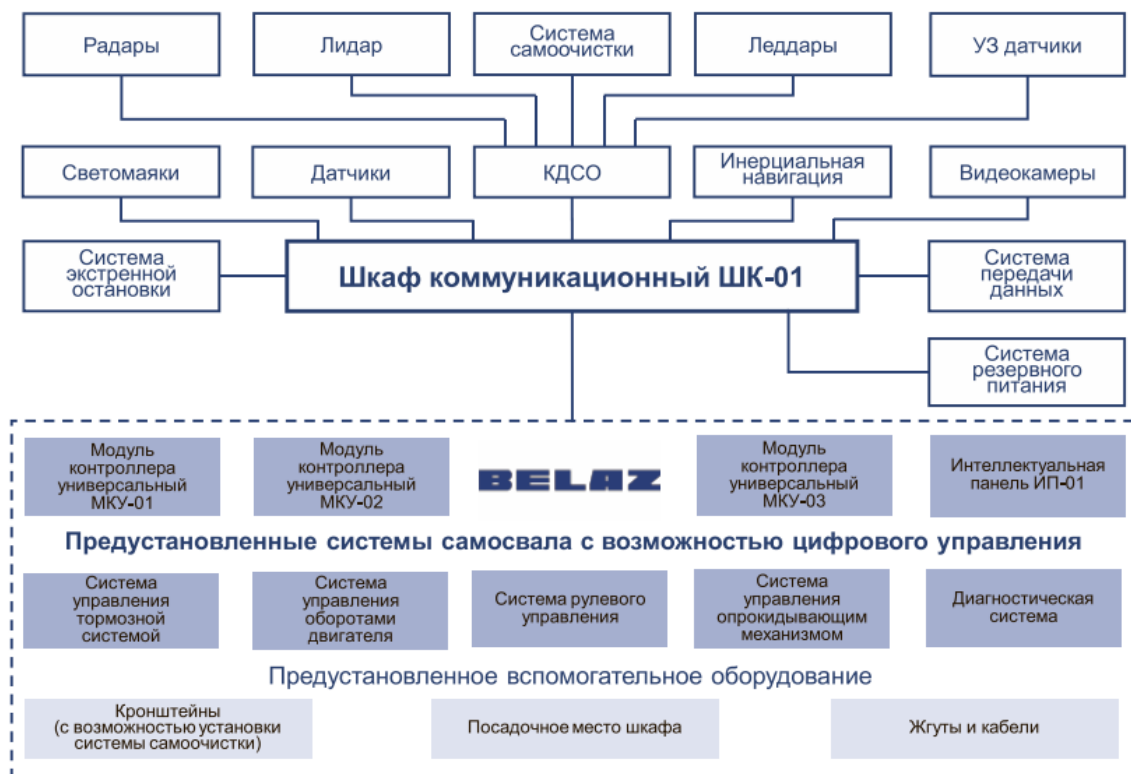 Радары
Лидар
Система
самоочистки
Леддары
УЗ датчики
Светомаяки
Датчики
КДСО
Инерциальная
навигация
Видеокамеры
Система
экстренной
остановки
Шкаф коммуникационный ШК-01
Система
передачи
данных
Система
резервного
питания
Модуль
контроллера
универсальный
МКУ-01
Модуль
контроллера
универсальный
МКУ-02
BELAZ
Модуль
контроллера
универсальный
МКУ-03
Интеллектуальная
панель ИП-01
Предустановленные системы самосвала с возможностью цифрового управления
Система
управления
тормозной
системой
Система
управления
оборотами
двигателя
Система рулевого
управления
Система
управления
опрокидывающим
механизмом
Диагностическая
система
Предустановленное вспомогательное оборудование
Кронштейны
(с возможностью установки
системы самоочистки)
Посадочное место шкафа
Жгуты и кабели